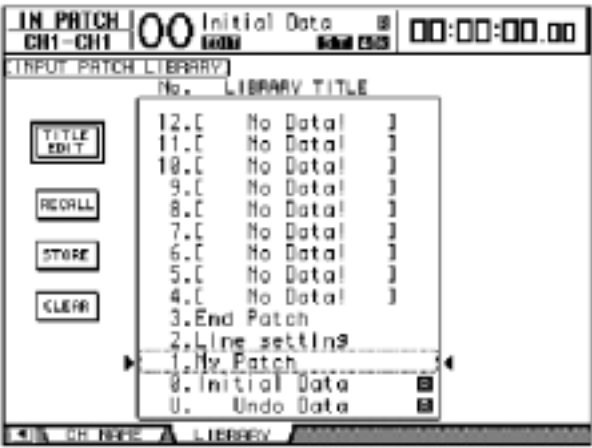 IN PATCH
CH1-CH1
00 Initial Data
EDIT
ST 48
00:00:00.00
INPUT PATCH LIBRARY
No. LIBRARY TITLE
TITLE EDIT
RECALL
STORE
CLEAR
12.[ No Data! ]
11.[ No Data! ]
10.[ No Data! ]
9.[ No Data! ]
8.[ No Data! ]
7.[ No Data! ]
6.[ No Data! ]
5.[ No Data! ]
4.[ No Data! ]
3.End Patch
2.Line setting
1.My Patch
0.Initial Data R
U. Undo Data
CH NAME
LIBRARY